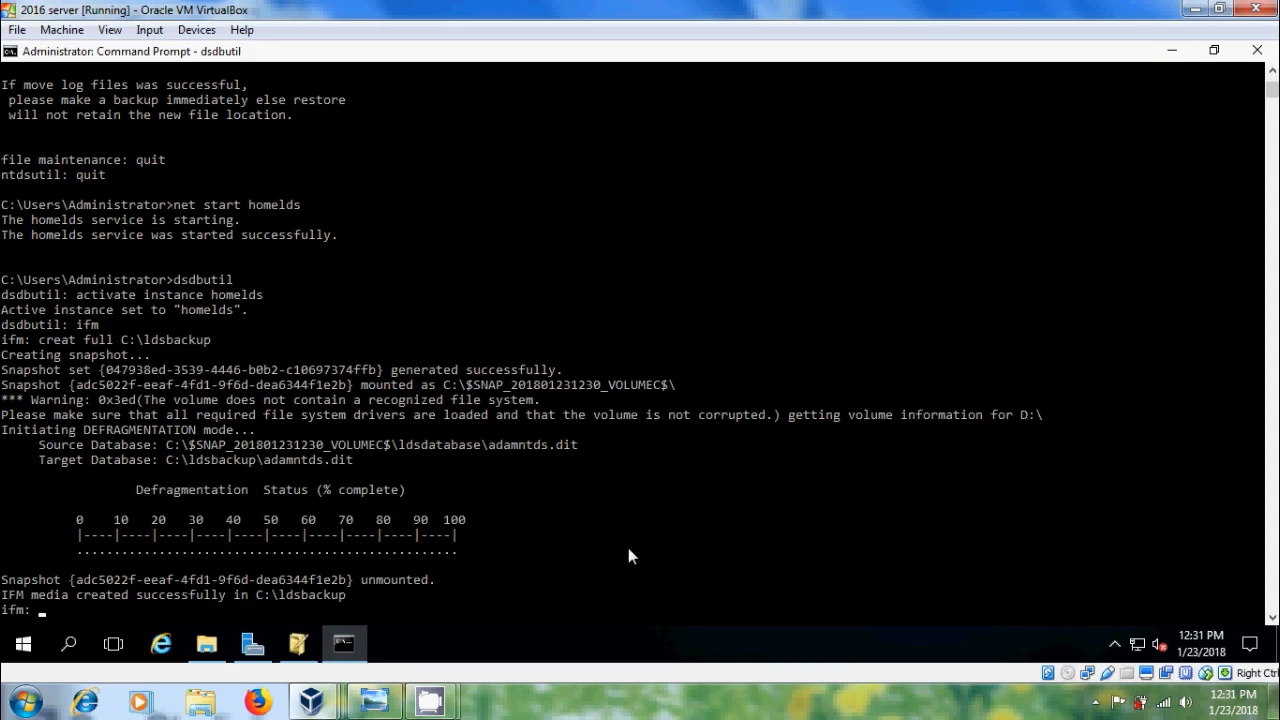 2016 server [Running] - Oracle VM VirtualBox
File Machine View Input Devices Help
Administrator: Command Prompt - dsdbutil
If move log files was successful,
please make a backup immediately else restore
will not retain the new file location.
file maintenance: quit
ntdsutil: quit
C:\Users\Administrator>net start homelds
The homelds service is starting.
The homelds service was started successfully.
C:\Users\Administrator>dsdbutil
dsdbutil: activate instance homelds
Active instance set to "homelds".
dsdbutil: ifm
ifm: creat full C:\ldsbackup
Creating snapshot...
Snapshot set {047938ed-3539-4446-b0b2-c10697374ffb} generated successfully.
Snapshot {adc5022f-eeaf-4fd1-9f6d-dea6344f1e2b} mounted as C:\$SNAP_201801231230_VOLUMEC$\
*** Warning: 0x3ed(The volume does not contain a recognized file system.
Please make sure that all required file system drivers are loaded and that the volume is not corrupted.) getting volume information for D:\
Initiating DEFRAGMENTATION mode...
Source Database: C:\$SNAP_201801231230_VOLUMEC$\ldsdatabase\adamntds.dit
Target Database: C:\ldsbackup\adamntds.dit
Defragmentation  Status (% complete)
0    10   20   30   40   50   60   70   80   90  100
|----|----|----|----|----|----|----|----|----|----|
...................................................
Snapshot {adc5022f-eeaf-4fd1-9f6d-dea6344f1e2b} unmounted.
IFM media created successfully in C:\ldsbackup
ifm: _
12:31 PM
1/23/2018
Right Ctrl
12:31 PM
1/23/2018